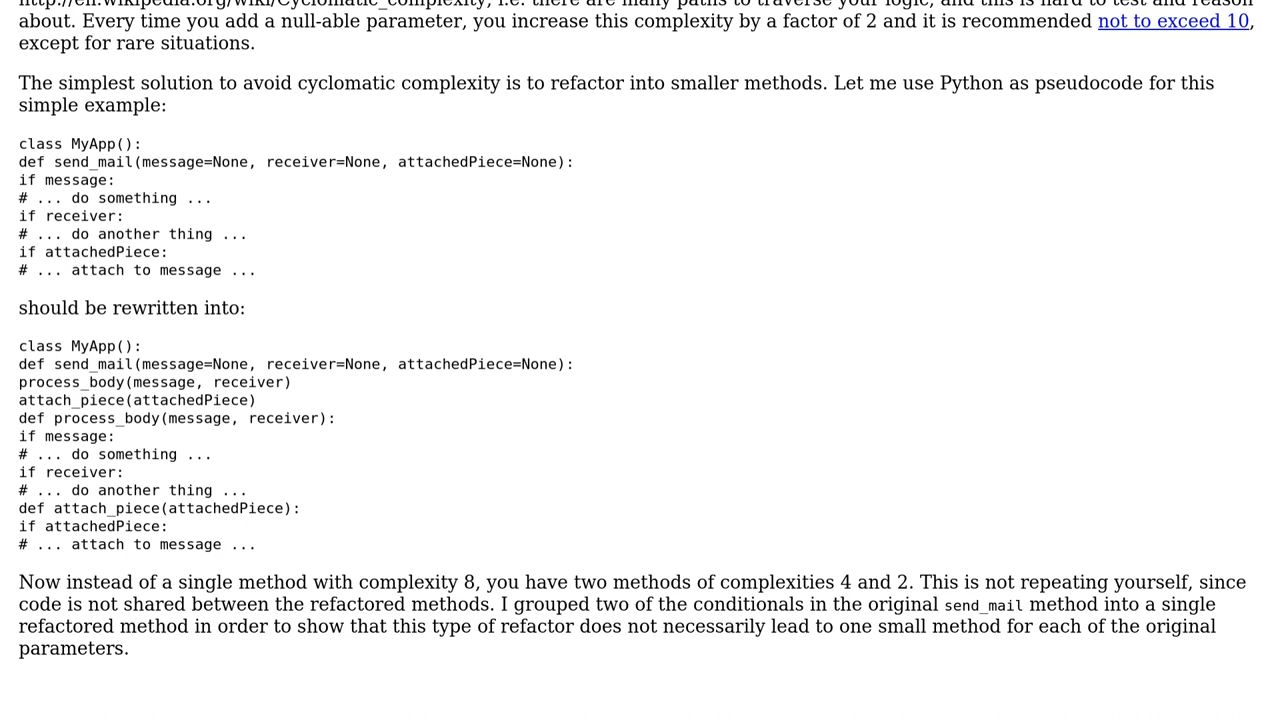 http://en.wikipedia.org/wiki/Cyclomatic_complexity, i.e. there are many paths to traverse your logic, and this is hard to test and reason
about. Every time you add a null-able parameter, you increase this complexity by a factor of 2 and it is recommended not to exceed 10,
except for rare situations.
The simplest solution to avoid cyclomatic complexity is to refactor into smaller methods. Let me use Python as pseudocode for this
simple example:
class MyApp():
def send_mail(message=None, receiver=None, attachedPiece=None):
if message:
# ... do something ...
if receiver:
# ... do another thing ...
if attachedPiece:
# ... attach to message ...
should be rewritten into:
class MyApp():
def send_mail(message=None, receiver=None, attachedPiece=None):
process_body(message, receiver)
attach_piece(attachedPiece)
def process_body(message, receiver):
if message:
# ... do something ...
if receiver:
# ... do another thing ...
def attach_piece(attachedPiece):
if attachedPiece:
# ... attach to message ...
Now instead of a single method with complexity 8, you have two methods of complexities 4 and 2. This is not repeating yourself, since
code is not shared between the refactored methods. I grouped two of the conditionals in the original send_mail method into a single
refactored method in order to show that this type of refactor does not necessarily lead to one small method for each of the original
parameters.